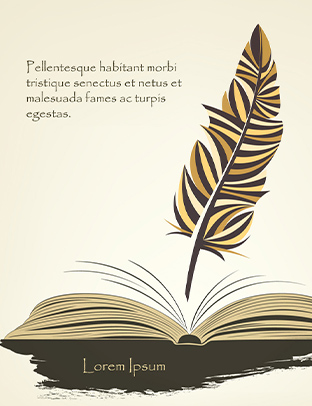 Pellentesque habitant morbi
tristique senectus et netus et
malesuada fames ac turpis
egestas.
Lorem Ipsum